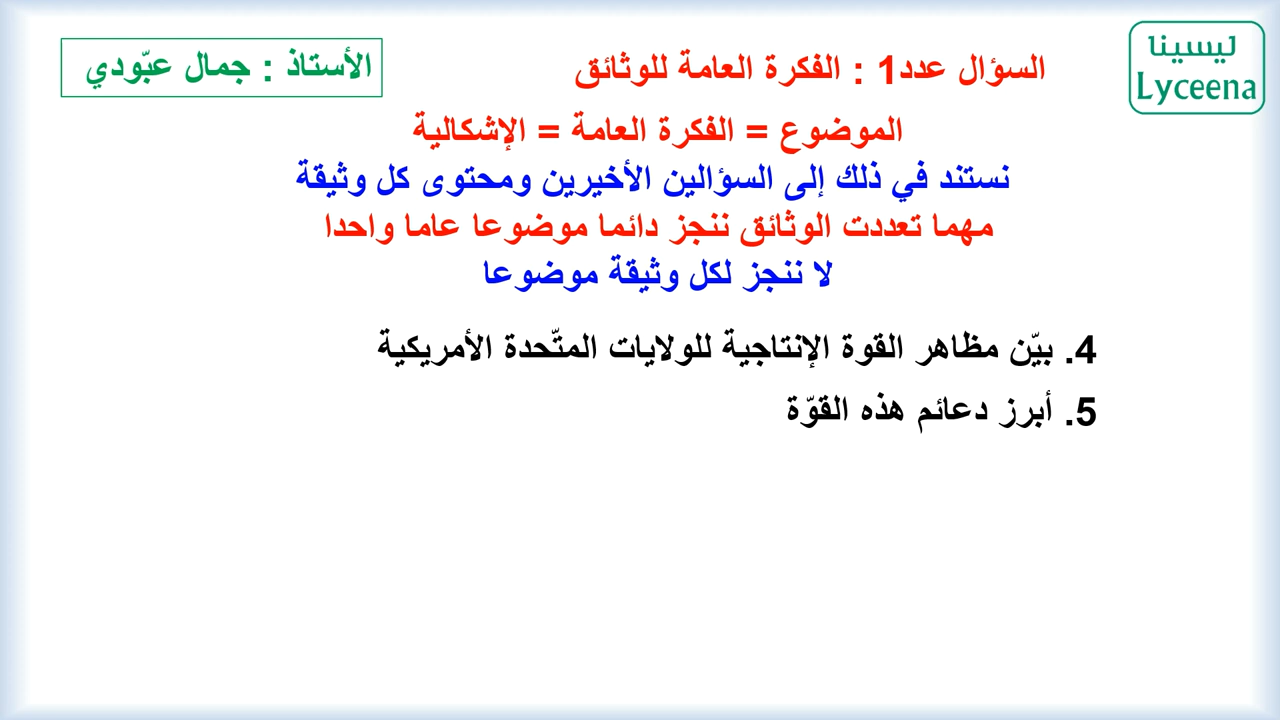 ليسينا
Lyceena
السؤال عدد1 : الفكرة العامة للوثائق
الأستاذ : جمال عبّودي
الموضوع = الفكرة العامة = الإشكالية
نستند في ذلك إلى السؤالين الأخيرين ومحتوى كل وثيقة
مهما تعددت الوثائق ننجز دائما موضوعا عاما واحدا
لا ننجز لكل وثيقة موضوعا
4. بيّن مظاهر القوة الإنتاجية للولايات المتّحدة الأمريكية
5. أبرز دعائم هذه القوّة